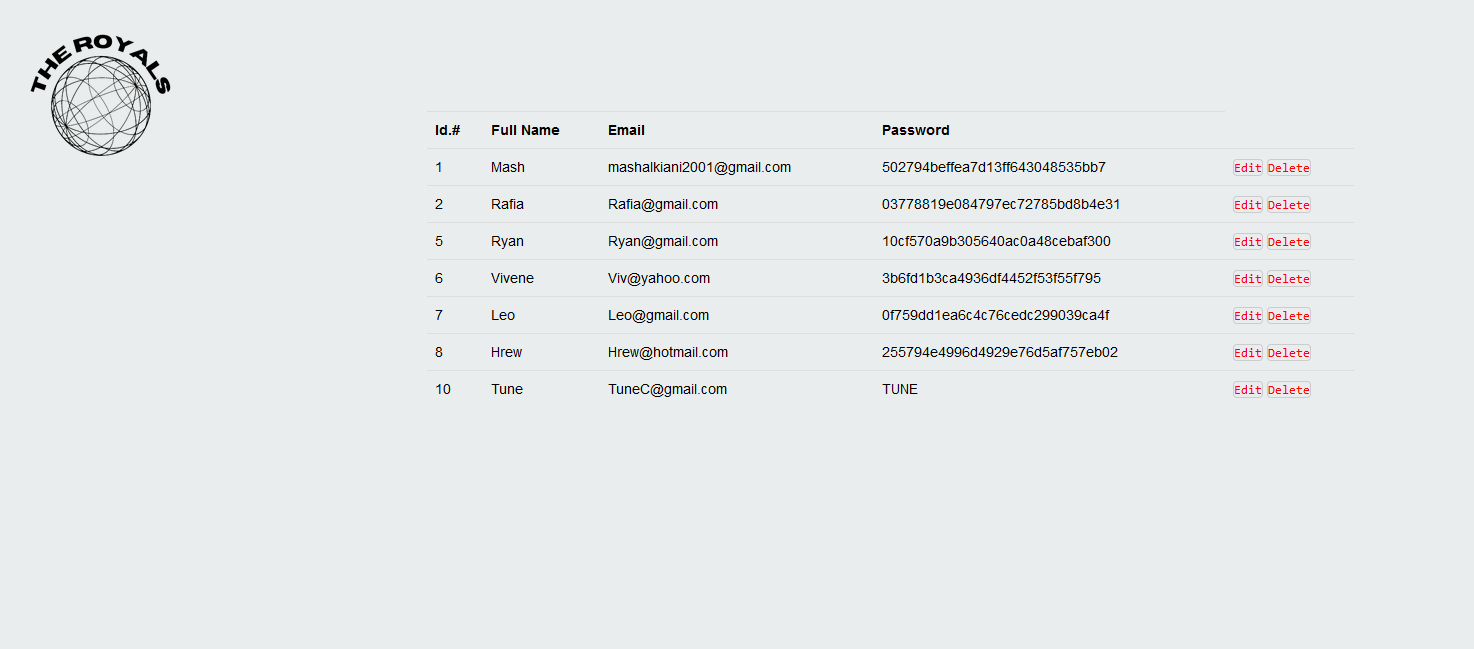 THE ROYALS
Id.# Full Name Email Password
1 Mash mashalkiani2001@gmail.com 502794beffea7d13ff643048535bb7 Edit Delete
2 Rafia Rafia@gmail.com 03778819e084797ec72785bd8b4e31 Edit Delete
5 Ryan Ryan@gmail.com 10cf570a9b305640ac0a48cebaf300 Edit Delete
6 Vivene Viv@yahoo.com 3b6fd1b3ca4936df4452f53f55f795 Edit Delete
7 Leo Leo@gmail.com 0f759dd1ea6c4c76cedc299039ca4f Edit Delete
8 Hrew Hrew@hotmail.com 255794e4996d4929e76d5af757eb02 Edit Delete
10 Tune TuneC@gmail.com TUNE Edit Delete